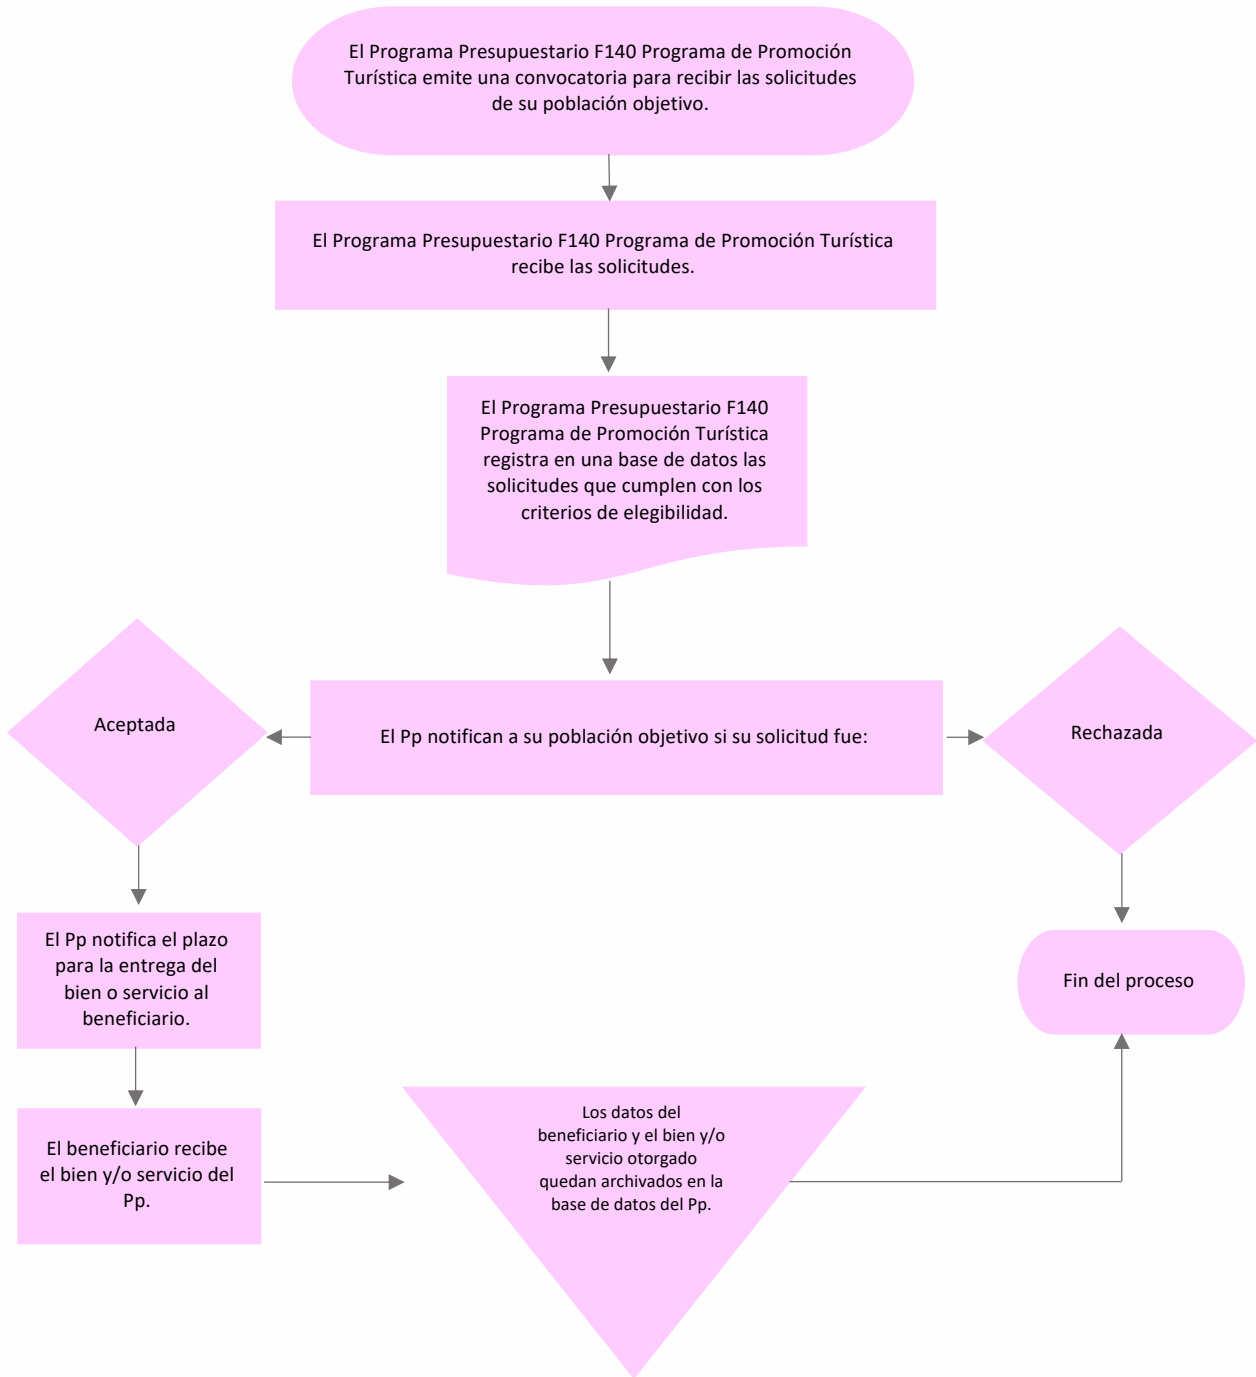 El Programa Presupuestario F140 Programa de Promoción
Turística emite una convocatoria para recibir las solicitudes
de su población objetivo.
El Programa Presupuestario F140 Programa de Promoción Turística
recibe las solicitudes.
El Programa Presupuestario F140
Programa de Promoción Turística
registra en una base de datos las
solicitudes que cumplen con los
criterios de elegibilidad.
Aceptada
El Pp notifican a su población objetivo si su solicitud fue:
Rechazada
El Pp notifica el plazo
para la entrega del
bien o servicio al
beneficiario.
Fin del proceso
El beneficiario recibe
el bien y/o servicio del
Pp.
Los datos del
beneficiario y el bien y/o
servicio otorgado
quedan archivados en la
base de datos del Pp.